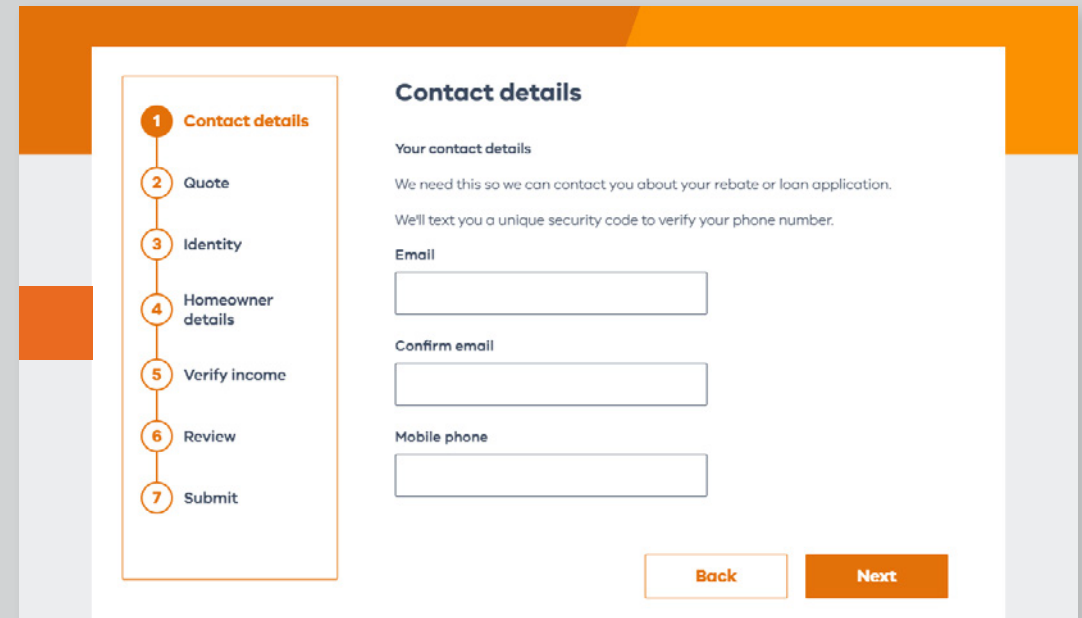 1 Contact details
2 Quote
3 Identity
4 Homeowner
details
5 Verify income
6 Review
7 Submit
Contact details
Your contact details
We need this so we can contact you about your rebate or loan application.
We'll text you a unique security code to verify your phone number.
Email
Confirm email
Mobile phone
Back
Next